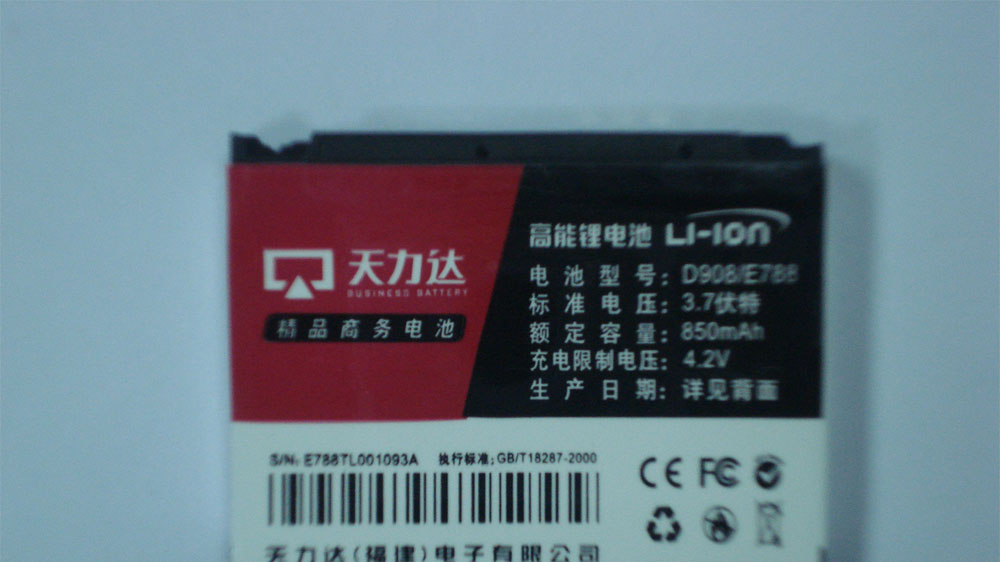 天力达
BUSINESS BATTERY
精品商务电池
高能锂电池 LI-ION
电池型号：D908/E788
标准电压：3.7伏特
额定容量：850mAh
充电限制电压：4.2V
生产日期：详见背面
S/N: E788TL001093A 执行标准：GB/T18287-2000
CE FC
天力达(福建)电子有限公司